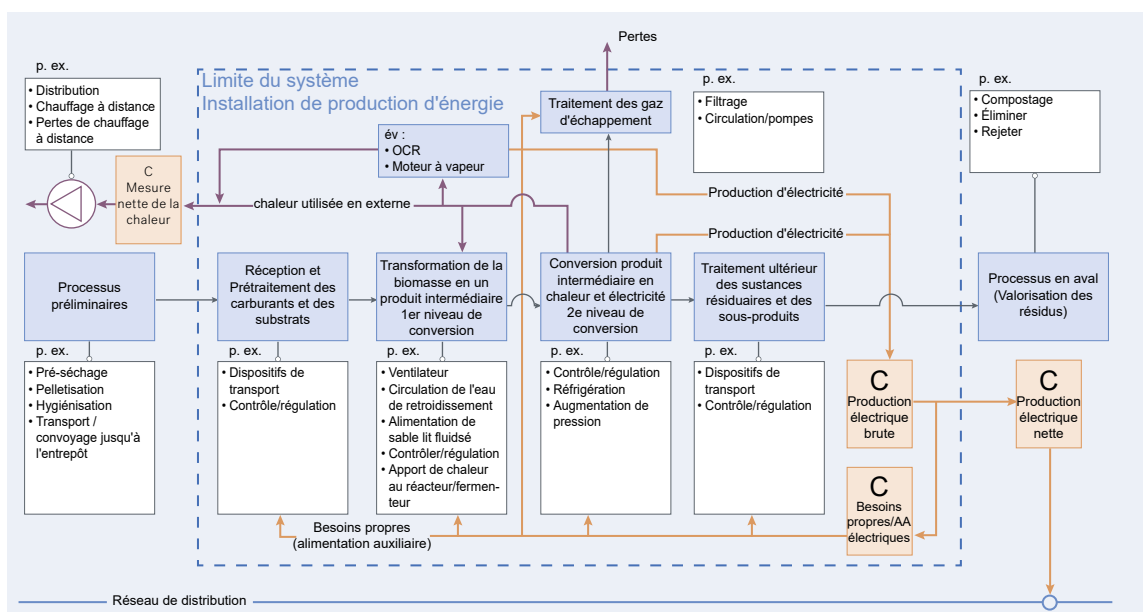 Pertes
p. ex.
• Distribution
• Chauffage à distance
• Pertes de chauffage
à distance
Limite du système
Installation de production d'énergie
Traitement des gaz
d'échappement
p. ex.
• Filtrage
• Circulation/pompes
p. ex.
• Compostage
• Éliminer
• Rejeter
év :
• OCR
• Moteur à vapeur
C
Mesure
nette de la
chaleur
chaleur utilisée en externe
Production d'électricité
Production d'électricité
Processus
préliminaires
Réception et
Prétraitement des
carburants et des
substrats
Transformation de la
biomasse en un
produit intermédiaire
1er niveau de
conversion
Conversion produit
intermédiaire en
chaleur et électricité
2e niveau de
conversion
Traitement ultérieur
des sustances
résiduaires et des
sous-produits
Processus en aval
(Valorisation des
résidus)
p. ex.
• Pré-séchage
• Pelletisation
• Hygiénisation
• Transport /
convoyage jusqu'à
l'entrepôt
p. ex.
• Dispositifs de
transport
• Contrôle/régulation
p. ex.
• Ventilateur
• Circulation de l'eau
de retroidissement
• Alimentation de
sable lit fluidsé
• Contrôler/régulation
• Apport de chaleur
au réacteur/fermen-
teur
p. ex.
• Contrôle/régulation
• Réfrigération
• Augmentation de
pression
p. ex.
• Dispositifs de
transport
• Contrôle/régulation
C
Production
électrique
brute
C
Production
électrique
nette
C
Besoins
propres/AA
électriques
Besoins propres
(alimentation auxiliaire)
Réseau de distribution